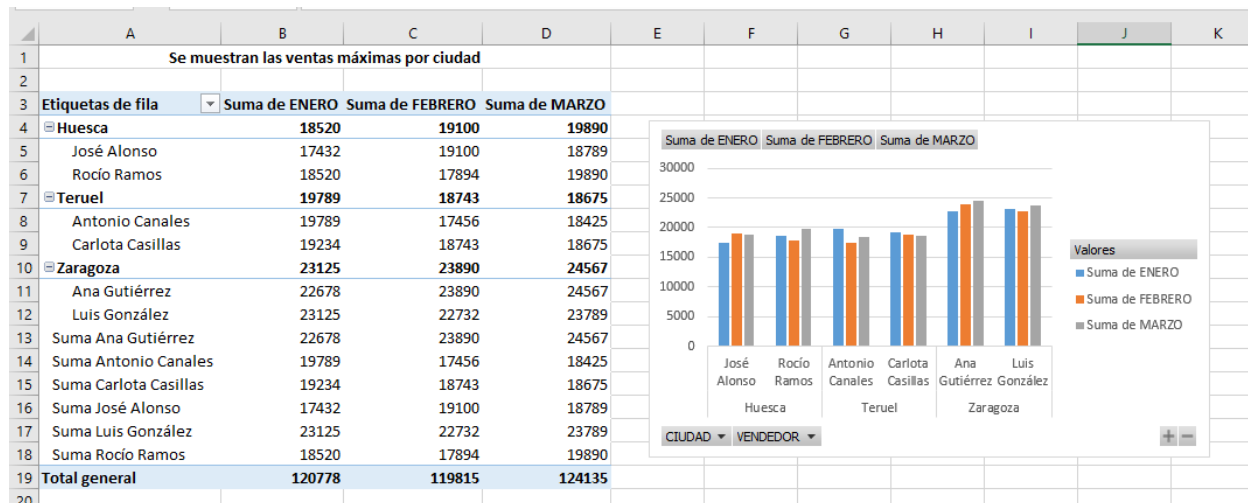 A B C D E F G H I J K
1 Se muestran las ventas máximas por ciudad
2
3 Etiquetas de fila Suma de ENERO Suma de FEBRERO Suma de MARZO
4 Huesca 18520 19100 19890
5 José Alonso 17432 19100 18789
6 Rocío Ramos 18520 17894 19890
7 Teruel 19789 18743 18675
8 Antonio Canales 19789 17456 18425
9 Carlota Casillas 19234 18743 18675
10 Zaragoza 23125 23890 24567
11 Ana Gutiérrez 22678 23890 24567
12 Luis González 23125 22732 23789
13 Suma Ana Gutiérrez 22678 23890 24567
14 Suma Antonio Canales 19789 17456 18425
15 Suma Carlota Casillas 19234 18743 18675
16 Suma José Alonso 17432 19100 18789
17 Suma Luis González 23125 22732 23789
18 Suma Rocío Ramos 18520 17894 19890
19 Total general 120778 119815 124135
20
Suma de ENERO Suma de FEBRERO Suma de MARZO
30000
25000
20000
15000
10000
5000
0
José Rocío Antonio Carlota Ana Luis
Alonso Ramos Canales Casillas Gutiérrez González
Huesca Teruel Zaragoza
Valores
Suma de ENERO
Suma de FEBRERO
Suma de MARZO
CIUDAD VENDEDOR